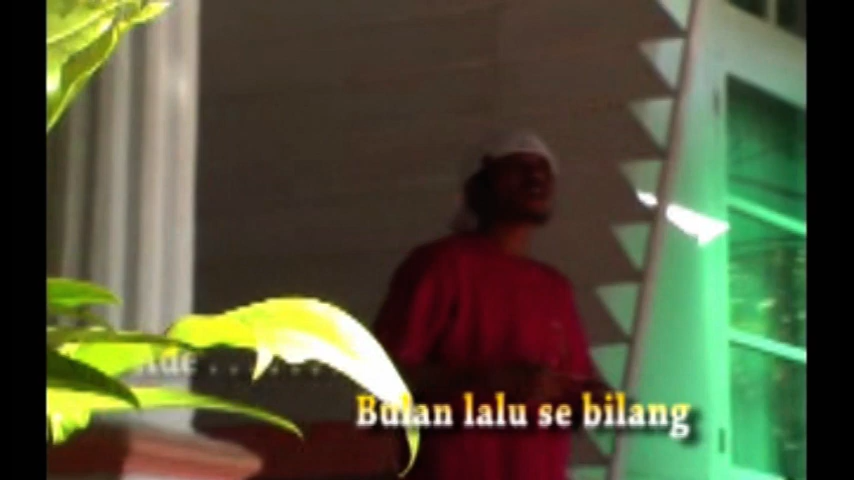 Ade . . . . . . . .
Bulan lalu se bilang